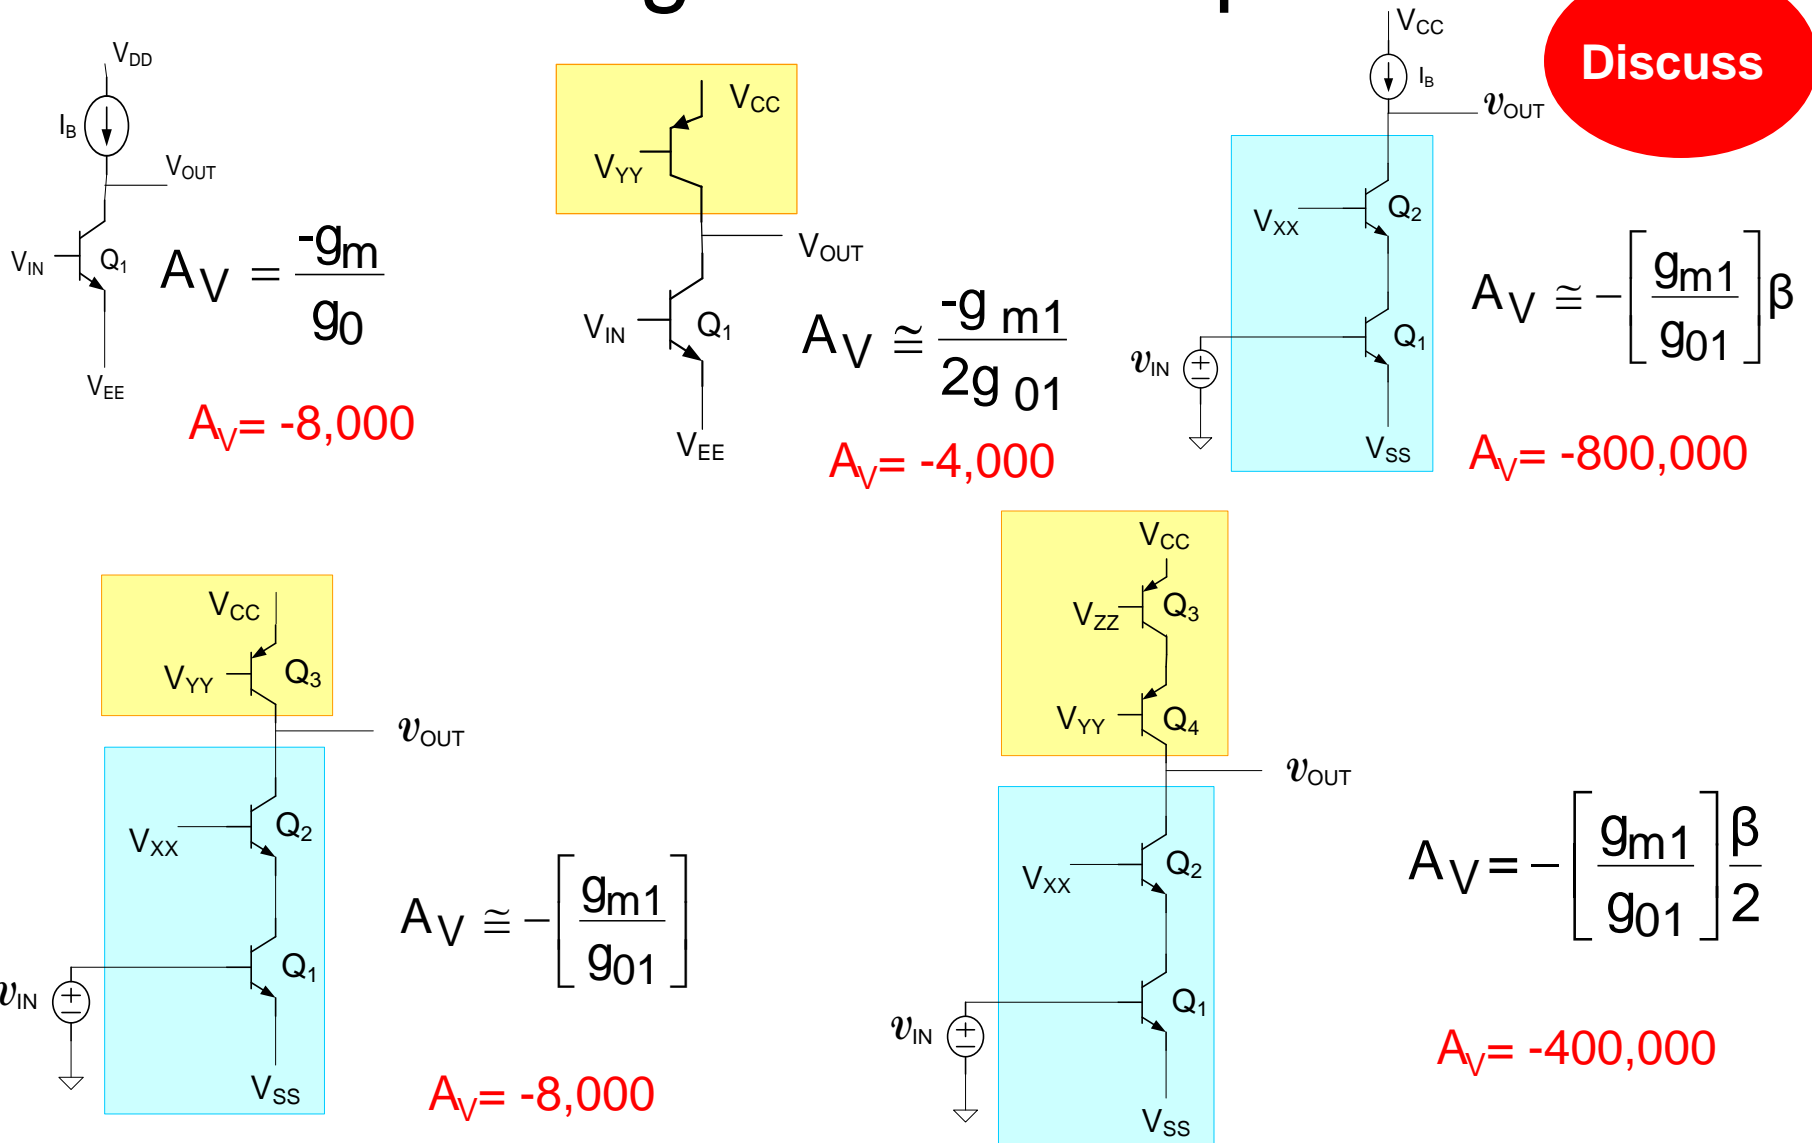 Discuss
VDD
IB
VOUT
VIN
Q1
VEE
AV = -gm / g0
AV= -8,000
VCC
VYY
VOUT
VIN
Q1
VEE
AV ≅ -g m1 / 2g 01
AV= -4,000
VCC
IB
vOUT
VXX
Q2
Q1
vIN
VSS
AV ≅ -[gm1 / g01]β
AV= -800,000
VCC
VYY
Q3
vOUT
VXX
Q2
Q1
vIN
VSS
AV ≅ -[gm1 / g01]
AV= -8,000
VCC
VZZ
Q3
VYY
Q4
vOUT
VXX
Q2
Q1
vIN
VSS
AV = -[gm1 / g01] β / 2
AV= -400,000